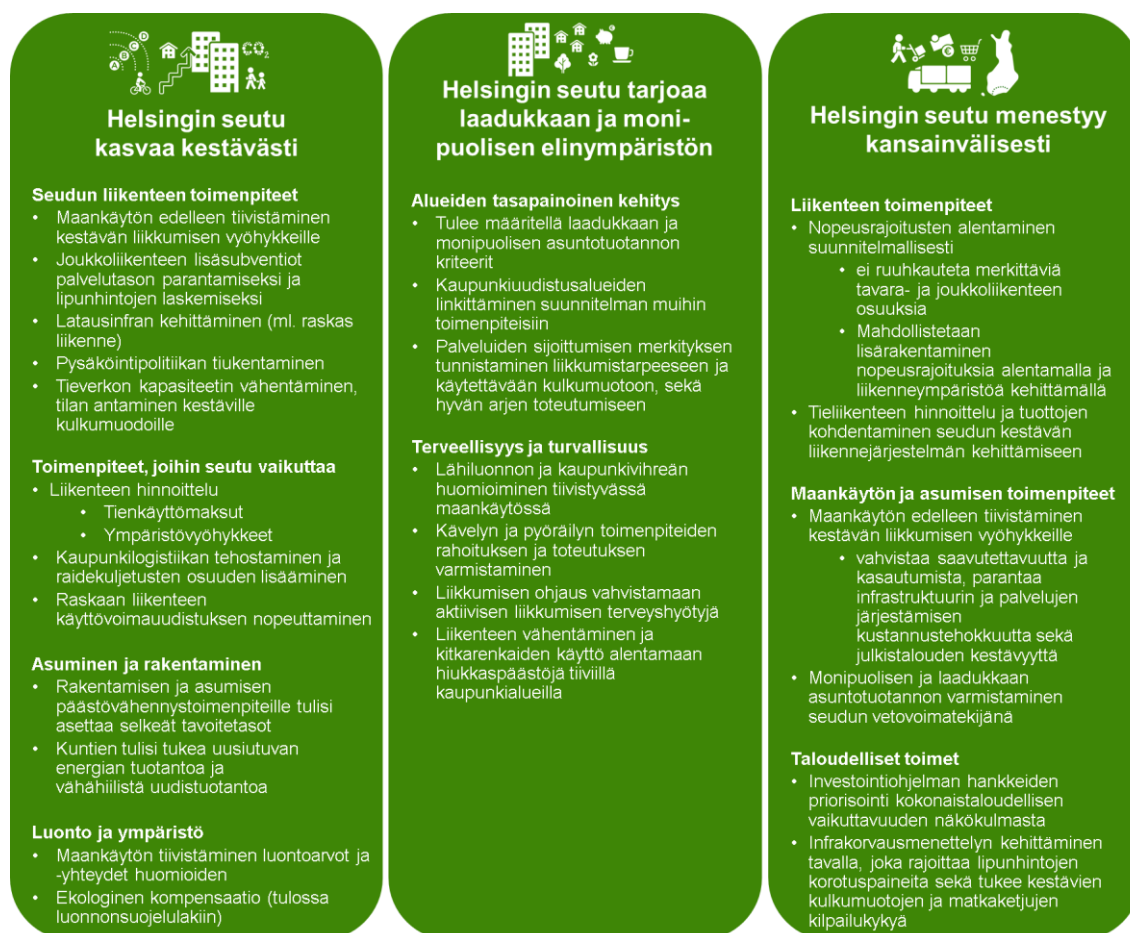 A B C D
CO₂
Helsingin seutu
kasvaa kestävästi
Seudun liikenteen toimenpiteet
• Maankäytön edelleen tiivistäminen
kestävän liikkumisen vyöhykkeille
• Joukkoliikenteen lisäsubventiot
palvelutason parantamiseksi ja
lipunhintojen laskemiseksi
• Latausinfran kehittäminen (ml. raskas
liikenne)
• Pysäköintipolitiikan tiukentaminen
• Tieverkon kapasiteetin vähentäminen,
tilan antaminen kestäville
kulkumuodoille
Toimenpiteet, joihin seutu vaikuttaa
• Liikenteen hinnoittelu
• Tienkäyttömaksut
• Ympäristövyöhykkeet
• Kaupunkilogistiikan tehostaminen ja
raidekuljetusten osuuden lisääminen
• Raskaan liikenteen
käyttövoimauudistuksen nopeuttaminen
Asuminen ja rakentaminen
• Rakentamisen ja asumisen
päästövähennystoimenpiteille tulisi
asettaa selkeät tavoitetasot
• Kuntien tulisi tukea uusiutuvan
energian tuotantoa ja
vähähiilistä uudistuotantoa
Luonto ja ympäristö
• Maankäytön tiivistäminen luontoarvot ja
-yhteydet huomioiden
• Ekologinen kompensaatio (tulossa
luonnonsuojelulakiin)
Helsingin seutu tarjoaa
laadukkaan ja moni-
puolisen elinympäristön
Alueiden tasapainoinen kehitys
• Tulee määritellä laadukkaan ja
monipuolisen asuntotuotannon
kriteerit
• Kaupunkiuudistusalueiden
linkittäminen suunnitelman muihin
toimenpiteisiin
• Palveluiden sijoittumisen merkityksen
tunnistaminen liikkumistarpeeseen ja
käytettävään kulkumuotoon, sekä
hyvän arjen toteutumiseen
Terveellisyys ja turvallisuus
• Lähiluonnon ja kaupunkivihreän
huomioiminen tiivistyvässä
maankäytössä
• Kävelyn ja pyöräilyn toimenpiteiden
rahoituksen ja toteutuksen
varmistaminen
• Liikkumisen ohjaus vahvistamaan
aktiivisen liikkumisen terveyshyötyjä
• Liikenteen vähentäminen ja
kitkarenkaiden käyttö alentamaan
hiukkaspäästöjä tiiviillä
kaupunkialueilla
€
Helsingin seutu menestyy
kansainvälisesti
Liikenteen toimenpiteet
• Nopeusrajoitusten alentaminen
suunnitelmallisesti
• ei ruuhkauteta merkittäviä
tavara- ja joukkoliikenteen
osuuksia
• Mahdollistetaan
lisärakentaminen
nopeusrajoituksia alentamalla ja
liikenneympäristöä kehittämällä
• Tieliikenteen hinnoittelu ja tuottojen
kohdentaminen seudun kestävän
liikennejärjestelmän kehittämiseen
Maankäytön ja asumisen toimenpiteet
• Maankäytön edelleen tiivistäminen
kestävän liikkumisen vyöhykkeille
• vahvistaa saavutettavuutta ja
kasautumista, parantaa
infrastruktuurin ja palvelujen
järjestämisen
kustannustehokkuutta sekä
julkistalouden kestävyyttä
• Monipuolisen ja laadukkaan
asuntotuotannon varmistaminen
seudun vetovoimatekijänä
Taloudelliset toimet
• Investointiohjelman hankkeiden
priorisointi kokonaistaloudellisen
vaikuttavuuden näkökulmasta
• Infrakorvausmenettelyn kehittäminen
tavalla, joka rajoittaa lipunhintojen
korotuspaineita sekä tukee kestävien
kulkumuotojen ja matkaketjujen
kilpailukykyä